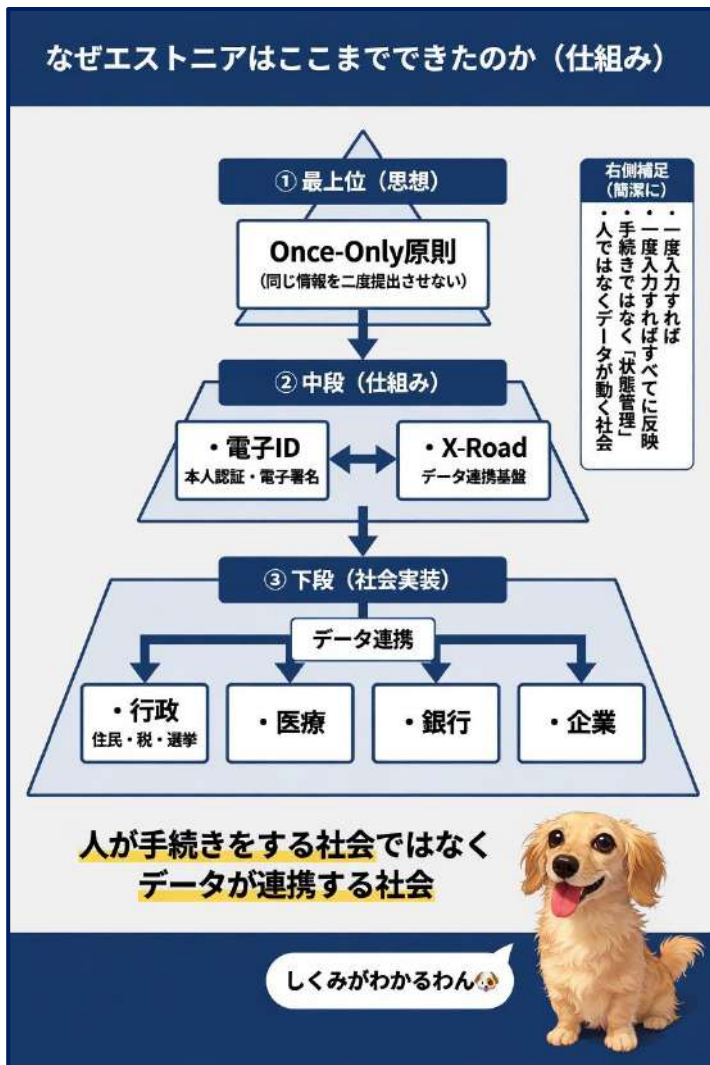 なぜエストニアはここまでできたのか（仕組み）
① 最上位（思想）
Once-Only原則
（同じ情報を二度提出させない）
右側補足
（簡潔に）
・一度入力すれば
・一度入力すればすべてに反映
・手続きではなく「状態管理」
・人ではなくデータが動く社会
② 中段（仕組み）
・電子ID
本人認証・電子署名
・X-Road
データ連携基盤
③ 下段（社会実装）
データ連携
・行政
住民・税・選挙
・医療
・銀行
・企業
人が手続きをする社会ではなく
データが連携する社会
しくみがわかるわん🐶